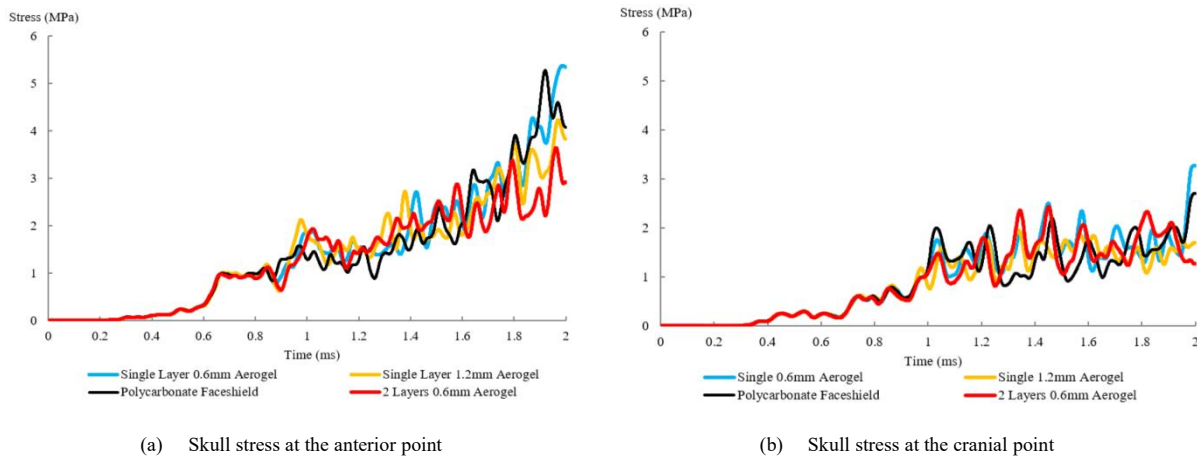 Stress (MPa)
6
5
4
3
2
1
0
0 0.2 0.4 0.6 0.8 1 1.2 1.4 1.6 1.8 2
Time (ms)
Single Layer 0.6mm Aerogel Single Layer 1.2mm Aerogel
Polycarbonate Faceshield 2 Layers 0.6mm Aerogel
(a) Skull stress at the anterior point
Stress (MPa)
6
5
4
3
2
1
0
0 0.2 0.4 0.6 0.8 1 1.2 1.4 1.6 1.8 2
Time (ms)
Single 0.6mm Aerogel Single 1.2mm Aerogel
Polycarbonate Faceshield 2 Layers 0.6mm Aerogel
(b) Skull stress at the cranial point